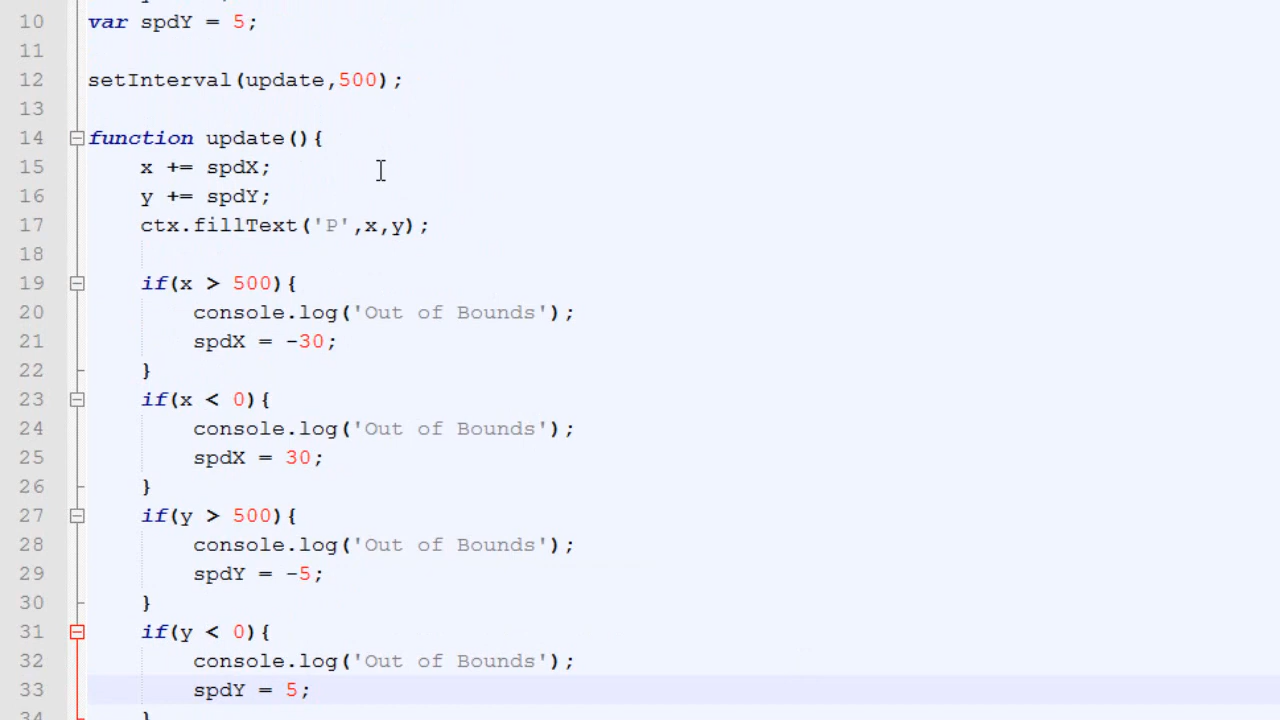 10 var spdY = 5;
11
12 setInterval(update,500);
13
14 function update(){
15 x += spdX;
16 y += spdY;
17 ctx.fillText('P',x,y);
18
19 if(x > 500){
20 console.log('Out of Bounds');
21 spdX = -30;
22 }
23 if(x < 0){
24 console.log('Out of Bounds');
25 spdX = 30;
26 }
27 if(y > 500){
28 console.log('Out of Bounds');
29 spdY = -5;
30 }
31 if(y < 0){
32 console.log('Out of Bounds');
33 spdY = 5;
34 }